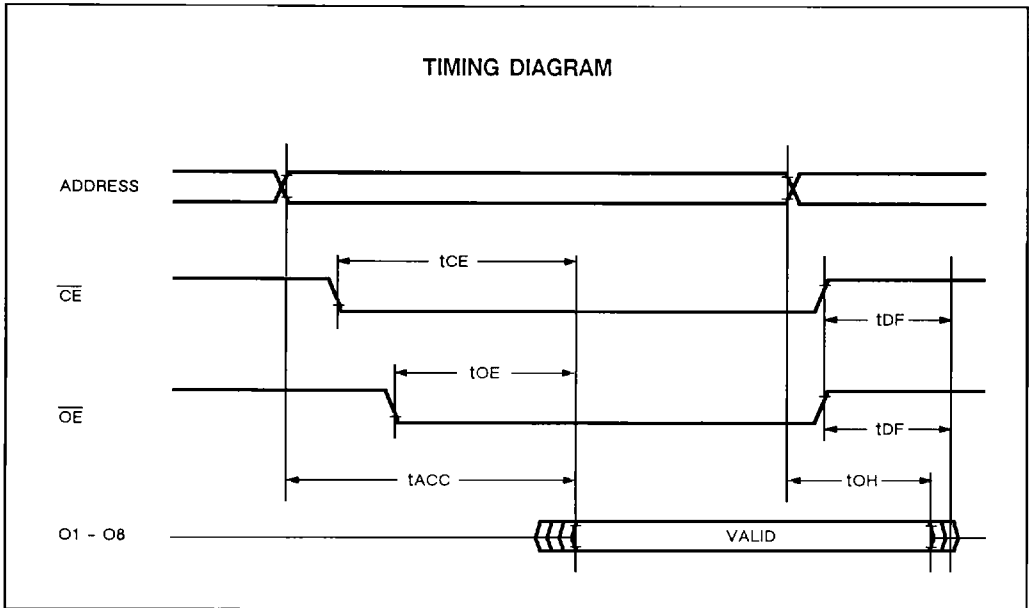 TIMING DIAGRAM
ADDRESS
tCE
CE
tDF
tOE
OE
tDF
tACC
tOH
O1 - O8
VALID